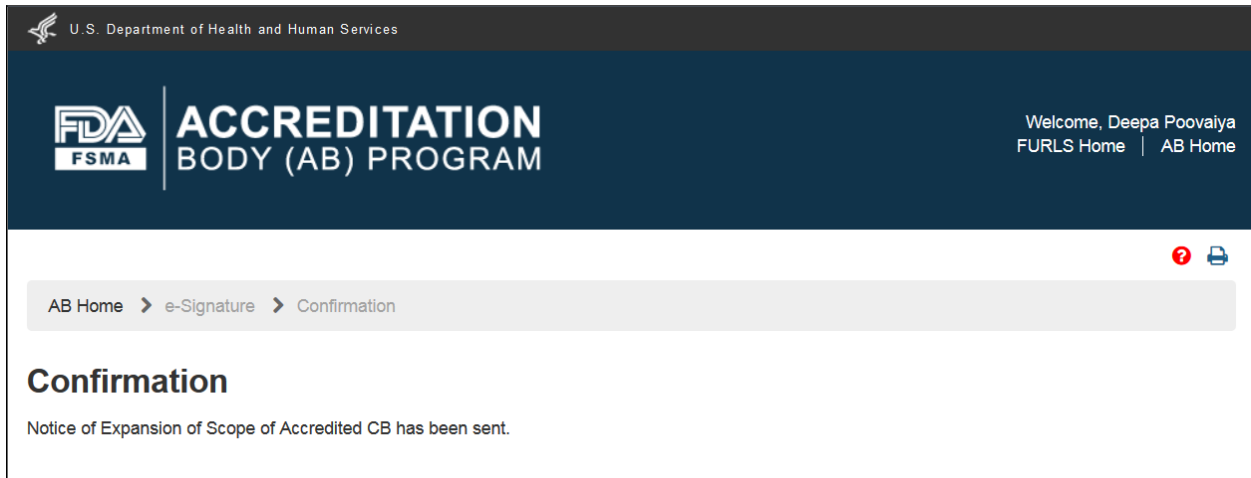 U.S. Department of Health and Human Services
FDA
FSMA
ACCREDITATION
BODY (AB) PROGRAM
Welcome, Deepa Poovaiya
FURLS Home | AB Home
?
AB Home > e-Signature > Confirmation
Confirmation
Notice of Expansion of Scope of Accredited CB has been sent.